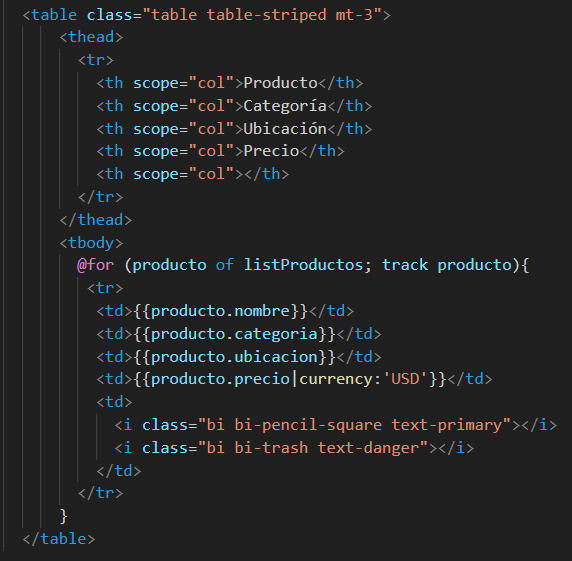 <table class="table table-striped mt-3">
<thead>
<tr>
<th scope="col">Producto</th>
<th scope="col">Categoría</th>
<th scope="col">Ubicación</th>
<th scope="col">Precio</th>
<th scope="col"></th>
</tr>
</thead>
<tbody>
@for (producto of listProductos; track producto){
<tr>
<td>{{producto.nombre}}</td>
<td>{{producto.categoria}}</td>
<td>{{producto.ubicacion}}</td>
<td>{{producto.precio|currency:'USD'}}</td>
<td>
<i class="bi bi-pencil-square text-primary"></i>
<i class="bi bi-trash text-danger"></i>
</td>
</tr>
}
</table>